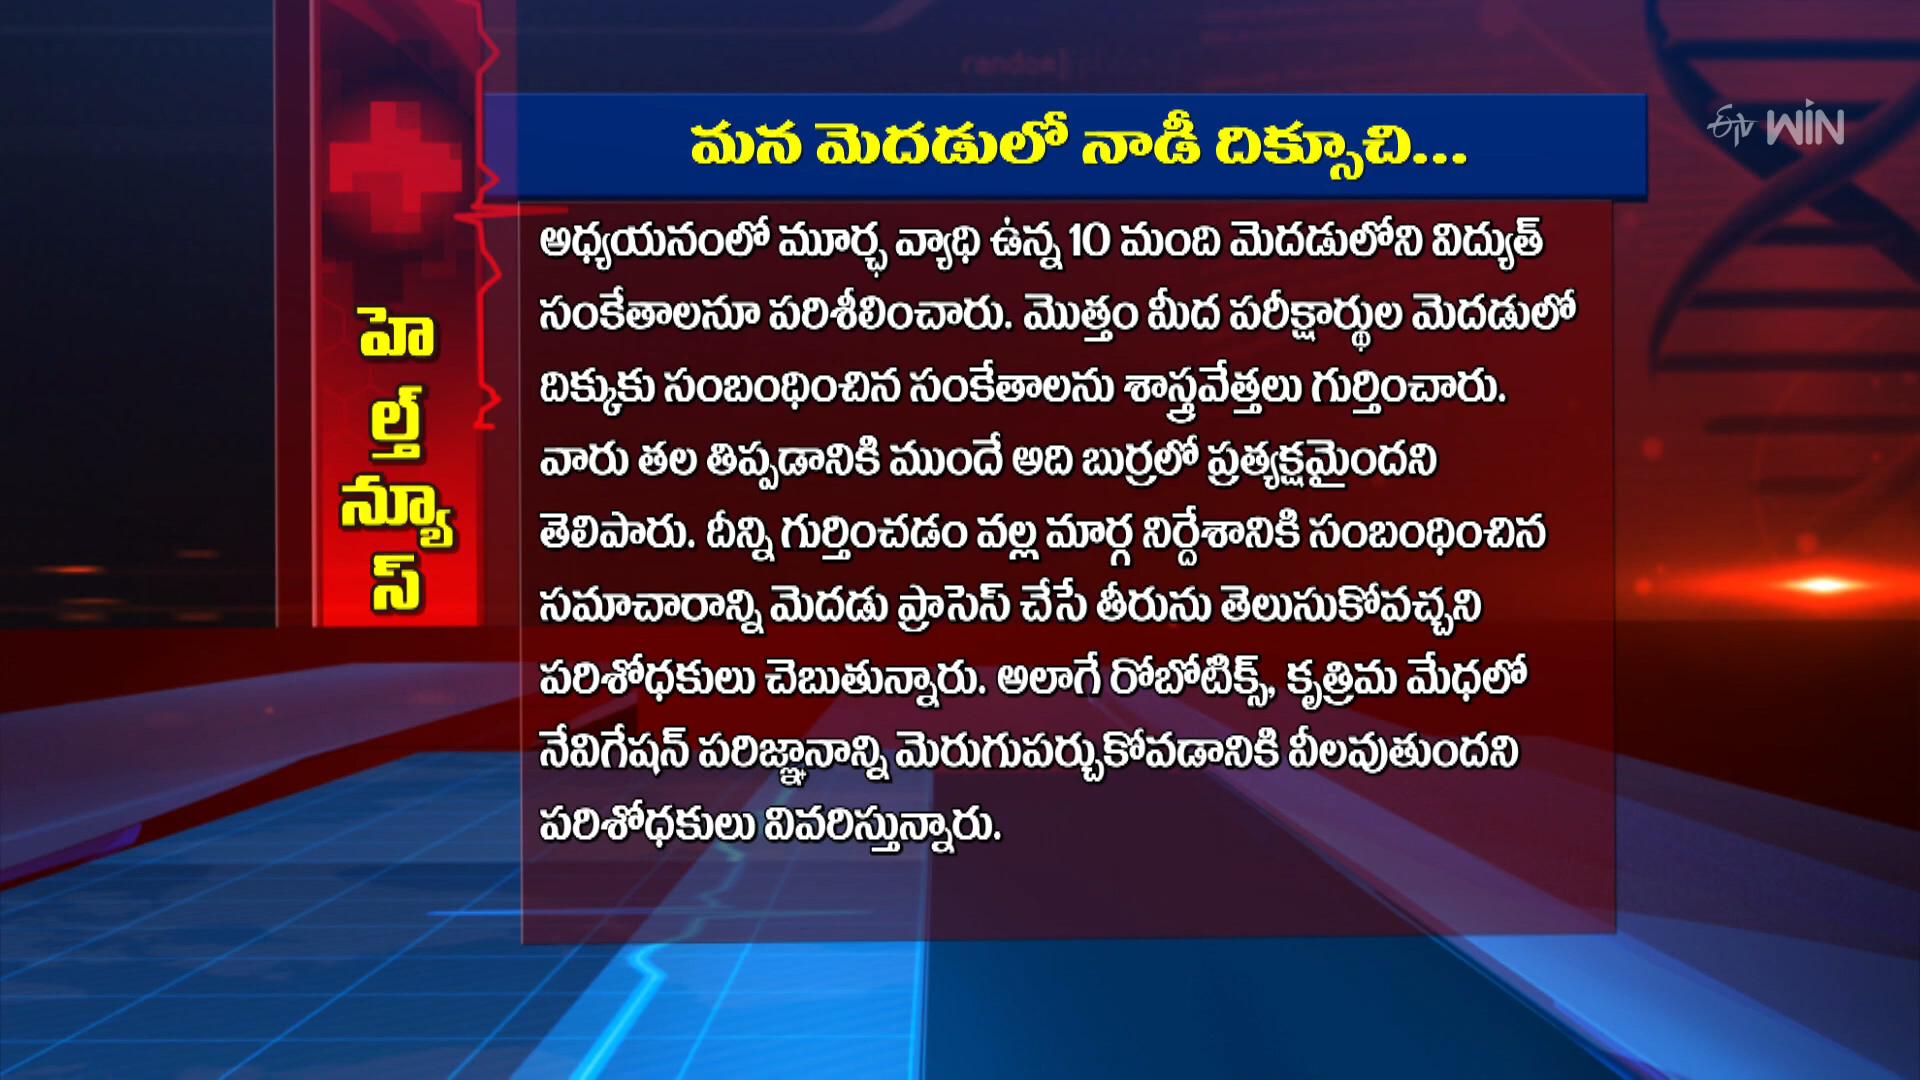 మన మెదడులో నాడీ దిక్సూచి...
ఈటీవీ WIN
అధ్యయనంలో మూర్ఛ వ్యాధి ఉన్న 10 మంది మెదడులోని విద్యుత్
సంకేతాలనూ పరిశీలించారు. మొత్తం మీద పరీక్షార్థుల మెదడులో
దిక్కుకు సంబంధించిన సంకేతాలను శాస్త్రవేత్తలు గుర్తించారు.
వారు తల తిప్పడానికి ముందే అది బుర్రలో ప్రత్యక్షమైందని
తెలిపారు. దీన్ని గుర్తించడం వల్ల మార్గ నిర్దేశానికి సంబంధించిన
సమాచారాన్ని మెదడు ప్రాసెస్ చేసే తీరును తెలుసుకోవచ్చని
పరిశోధకులు చెబుతున్నారు. అలాగే రోబోటిక్స్, కృత్రిమ మేధలో
నేవిగేషన్ పరిజ్ఞానాన్ని మెరుగుపర్చుకోవడానికి వీలవుతుందని
పరిశోధకులు వివరిస్తున్నారు.
హె
ల్త్
న్యూ
స్